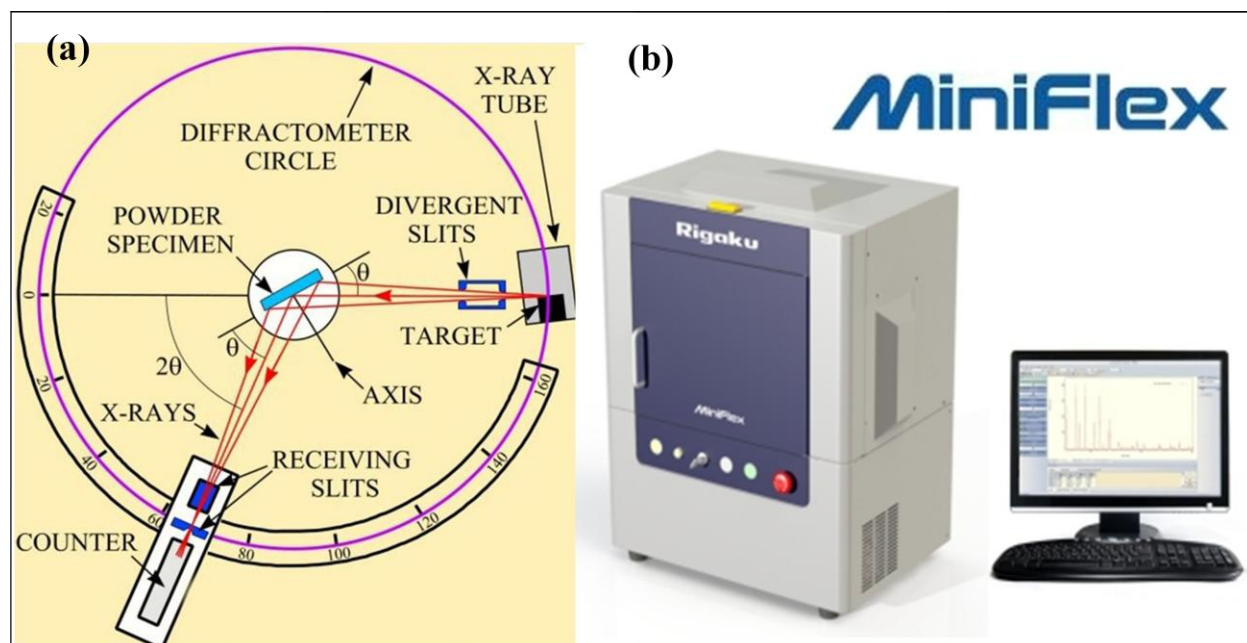 (a)
X-RAY
TUBE
DIFFRACTOMETER
CIRCLE
POWDER
SPECIMEN
DIVERGENT
SLITS
θ
TARGET
θ
2θ
AXIS
X-RAYS
RECEIVING
SLITS
COUNTER
20
0
20
40
60
80
100
120
140
160
(b)
MiniFlex
Rigaku
MiniFlex